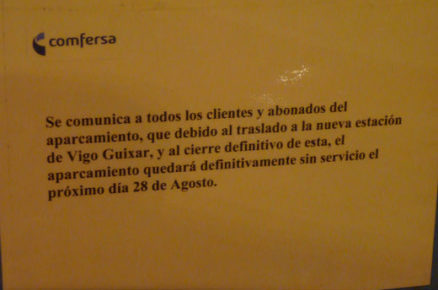 comfersa
Se comunica a todos los clientes y abonados del
aparcamiento, que debido al traslado a la nueva estación
de Vigo Guixar, y al cierre definitivo de esta, el
aparcamiento quedará definitivamente sin servicio el
próximo día 28 de Agosto.